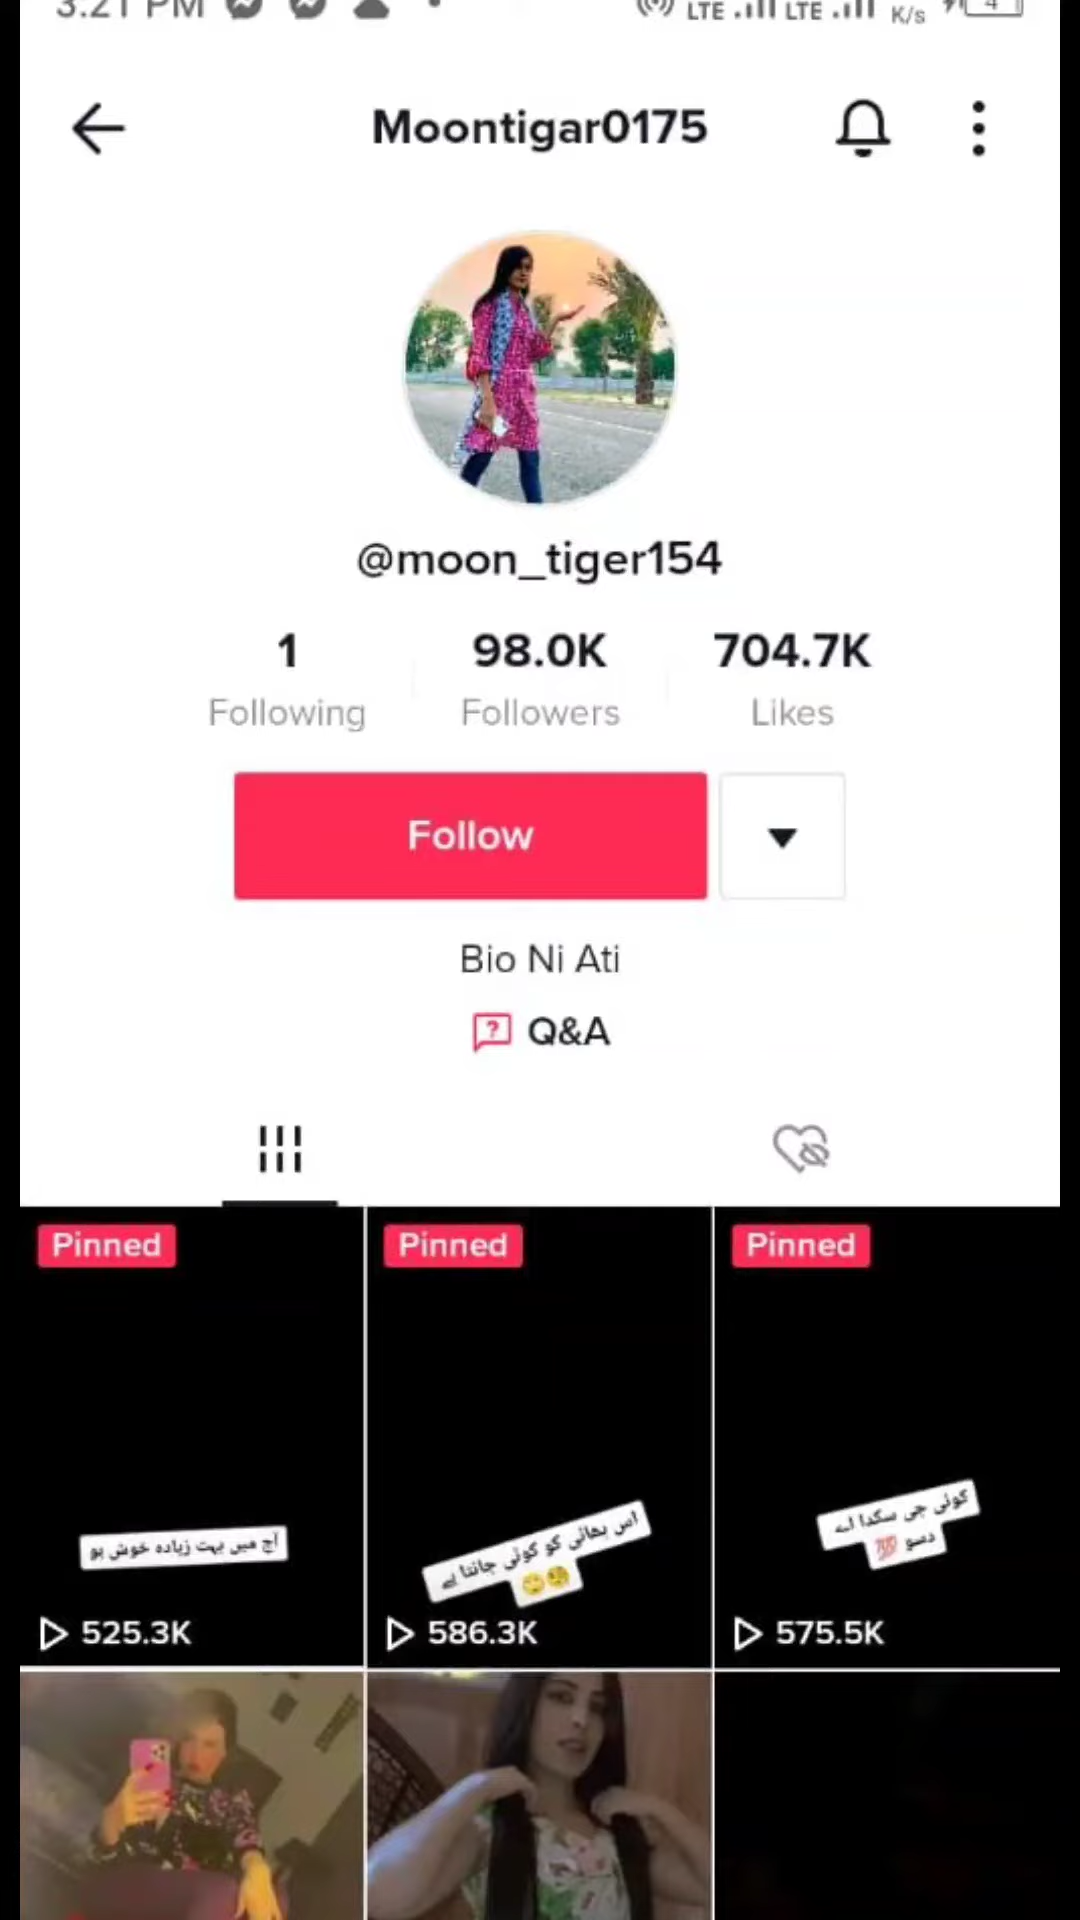 3:21 PM
LTE LTE K/s 4
Moontigar0175
@moon_tiger154
1 98.0K 704.7K
Following Followers Likes
Follow
Bio Ni Ati
Q&A
Pinned Pinned Pinned
آج میں بہت زیادہ خوش ہو
اس بھائی کو کوئی جانتا ہے
🙄🧐
کوئی جی سکدا اے
دسو 💯
525.3K 586.3K 575.5K